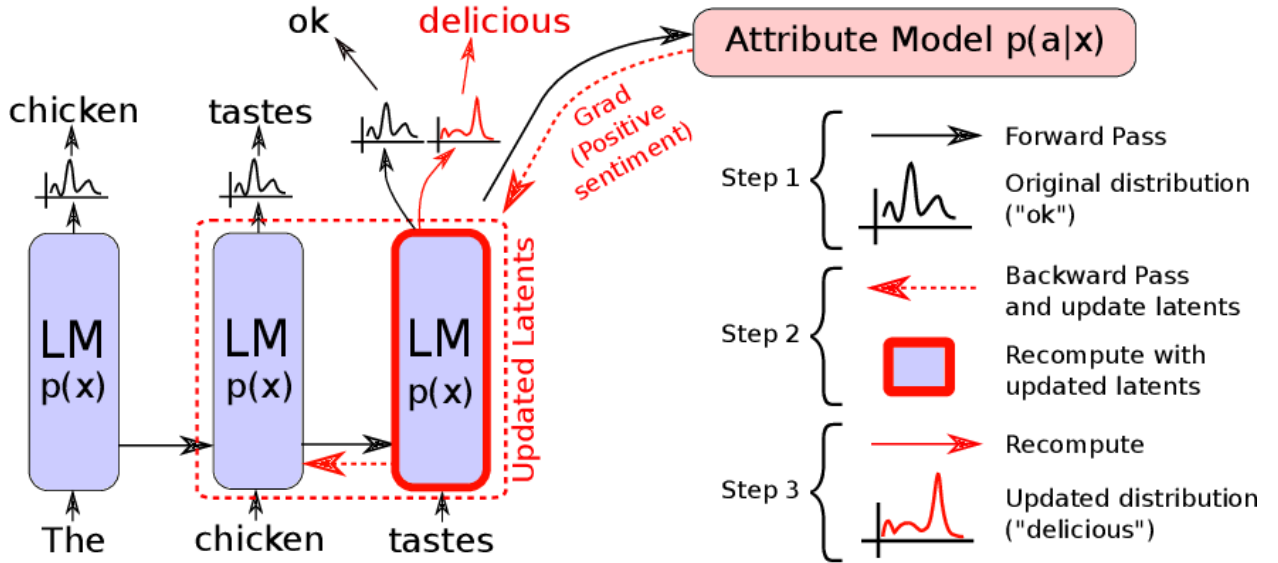 ok
delicious
Attribute Model p(a|x)
chicken
tastes
Grad
(Positive
sentiment)
LM
p(x)
LM
p(x)
LM
p(x)
Updated Latents
The
chicken
tastes
Step 1
Forward Pass
Original distribution
("ok")
Step 2
Backward Pass
and update latents
Recompute with
updated latents
Step 3
Recompute
Updated distribution
("delicious")